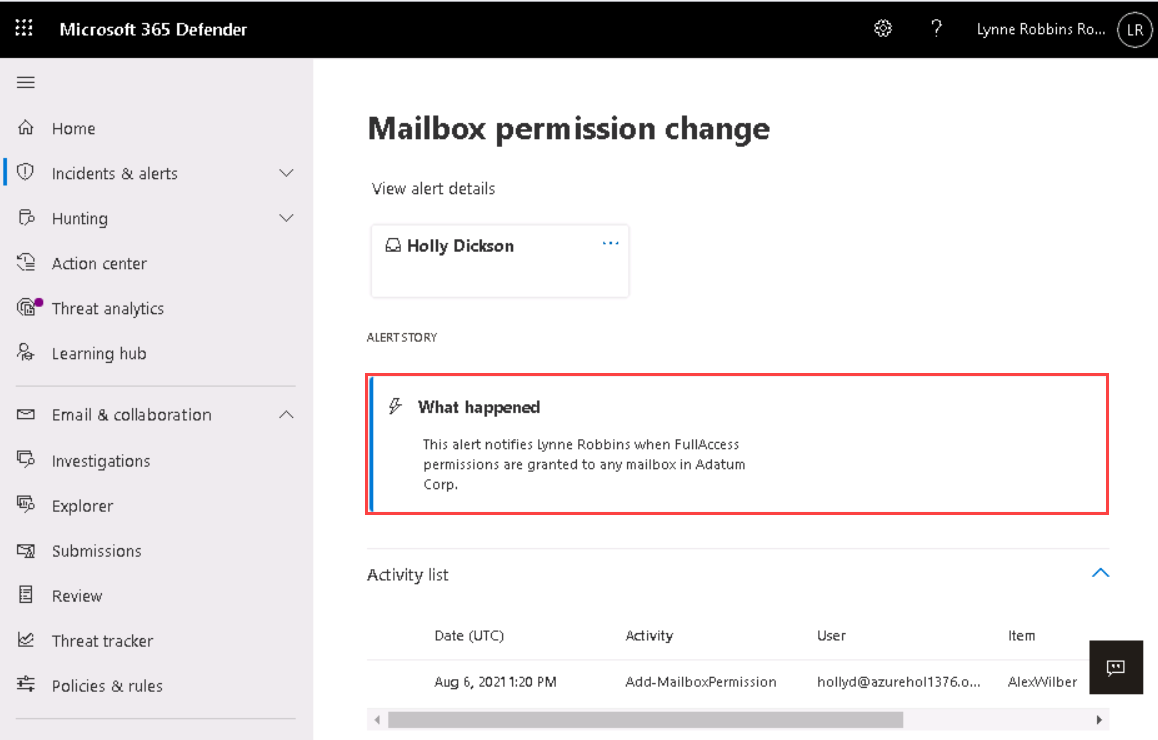 Microsoft 365 Defender
?
Lynne Robbins Ro...
LR
Home
Incidents & alerts
Hunting
Action center
Threat analytics
Learning hub
Email & collaboration
Investigations
Explorer
Submissions
Review
Threat tracker
Policies & rules
Mailbox permission change
View alert details
Holly Dickson
...
ALERT STORY
What happened
This alert notifies Lynne Robbins when FullAccess
permissions are granted to any mailbox in Adatum
Corp.
Activity list
Date (UTC) Activity User Item
Aug 6, 2021 1:20 PM Add-MailboxPermission hollyd@azurehol1376.o... AlexWilber